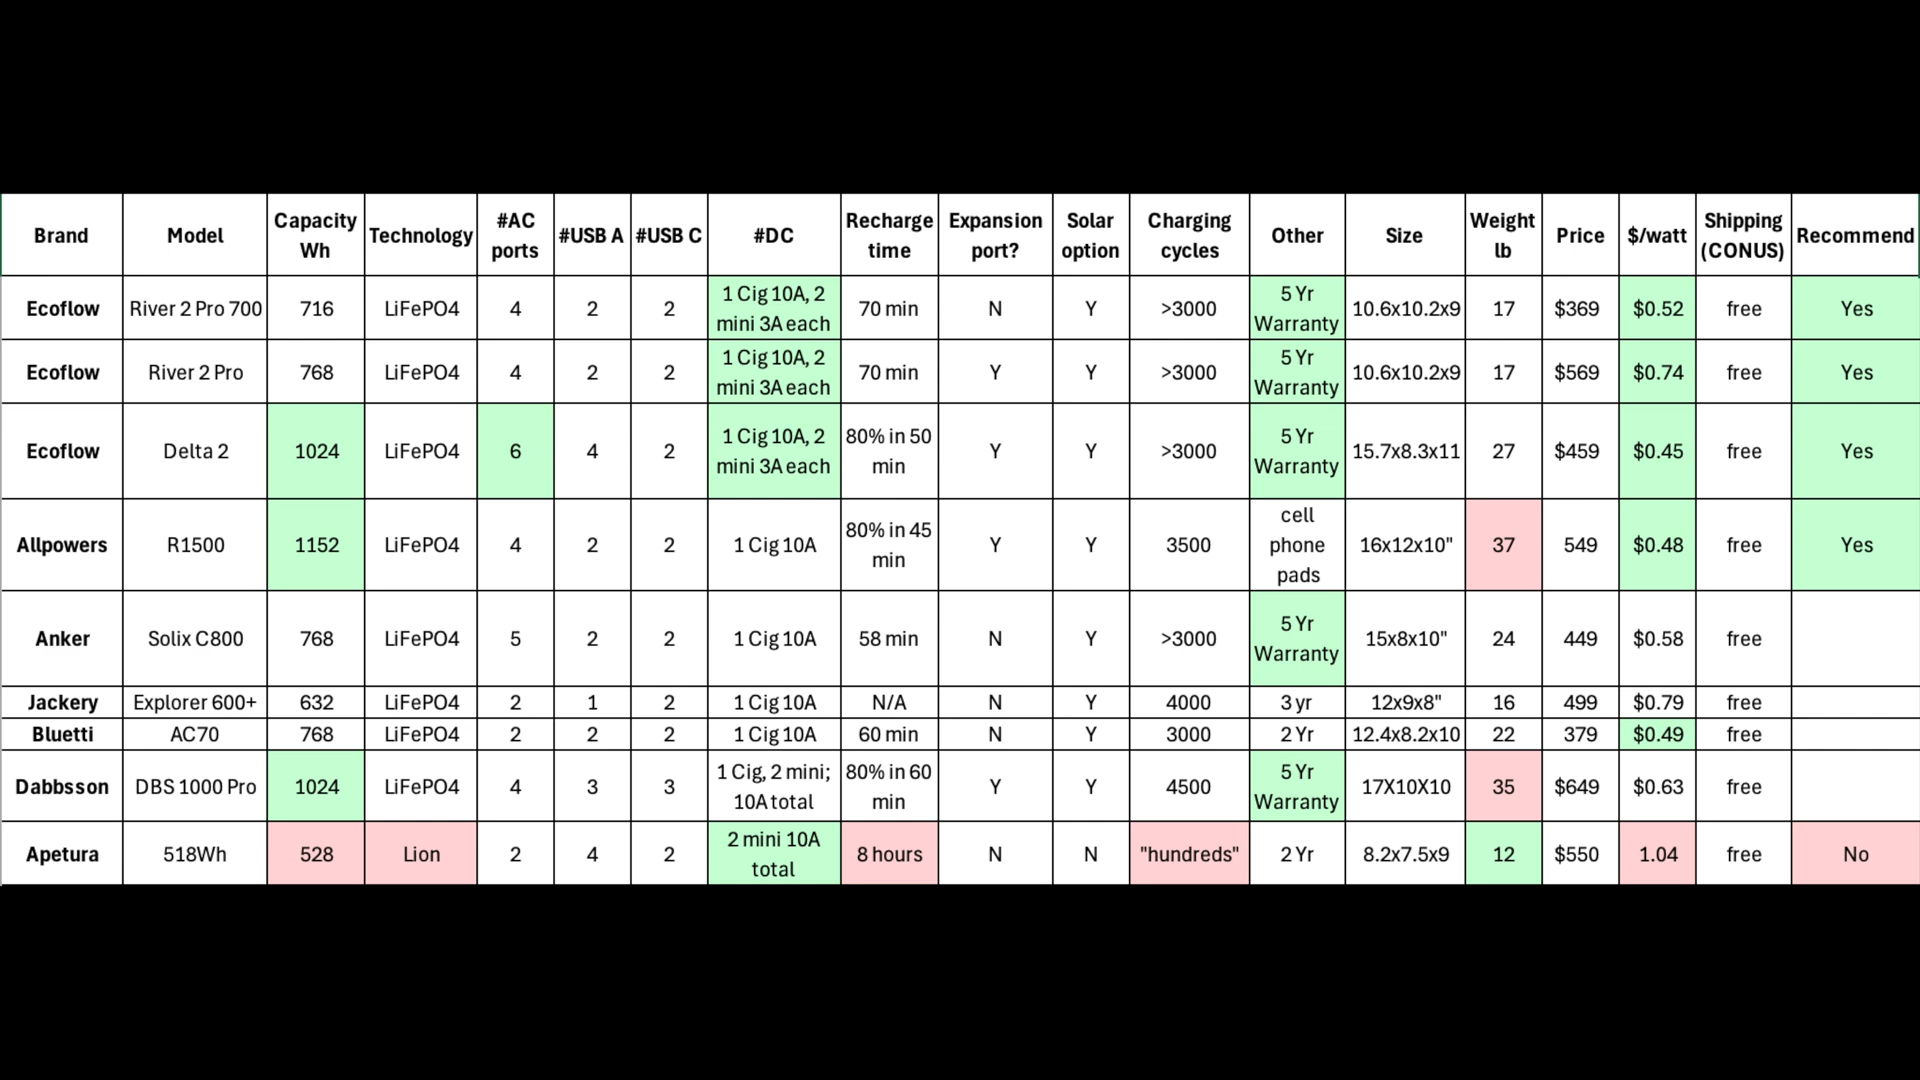 Brand Model Capacity Wh Technology #AC ports #USB A #USB C #DC Recharge time Expansion port? Solar option Charging cycles Other Size Weight lb Price $/watt Shipping (CONUS) Recommend
Ecoflow River 2 Pro 700 716 LiFePO4 4 2 2 1 Cig 10A, 2 mini 3A each 70 min N Y >3000 5 Yr Warranty 10.6x10.2x9 17 $369 $0.52 free Yes
Ecoflow River 2 Pro 768 LiFePO4 4 2 2 1 Cig 10A, 2 mini 3A each 70 min Y Y >3000 5 Yr Warranty 10.6x10.2x9 17 $569 $0.74 free Yes
Ecoflow Delta 2 1024 LiFePO4 6 4 2 1 Cig 10A, 2 mini 3A each 80% in 50 min Y Y >3000 5 Yr Warranty 15.7x8.3x11 27 $459 $0.45 free Yes
Allpowers R1500 1152 LiFePO4 4 2 2 1 Cig 10A 80% in 45 min Y Y 3500 cell phone pads 16x12x10" 37 549 $0.48 free Yes
Anker Solix C800 768 LiFePO4 5 2 2 1 Cig 10A 58 min N Y >3000 5 Yr Warranty 15x8x10" 24 449 $0.58 free
Jackery Explorer 600+ 632 LiFePO4 2 1 2 1 Cig 10A N/A N Y 4000 3 yr 12x9x8" 16 499 $0.79 free
Bluetti AC70 768 LiFePO4 2 2 2 1 Cig 10A 60 min N Y 3000 2 Yr 12.4x8.2x10 22 379 $0.49 free
Dabbsson DBS 1000 Pro 1024 LiFePO4 4 3 3 1 Cig, 2 mini; 10A total 80% in 60 min Y Y 4500 5 Yr Warranty 17X10X10 35 $649 $0.63 free
Apetura 518Wh 528 Lion 2 4 2 2 mini 10A total 8 hours N N "hundreds" 2 Yr 8.2x7.5x9 12 $550 1.04 free No